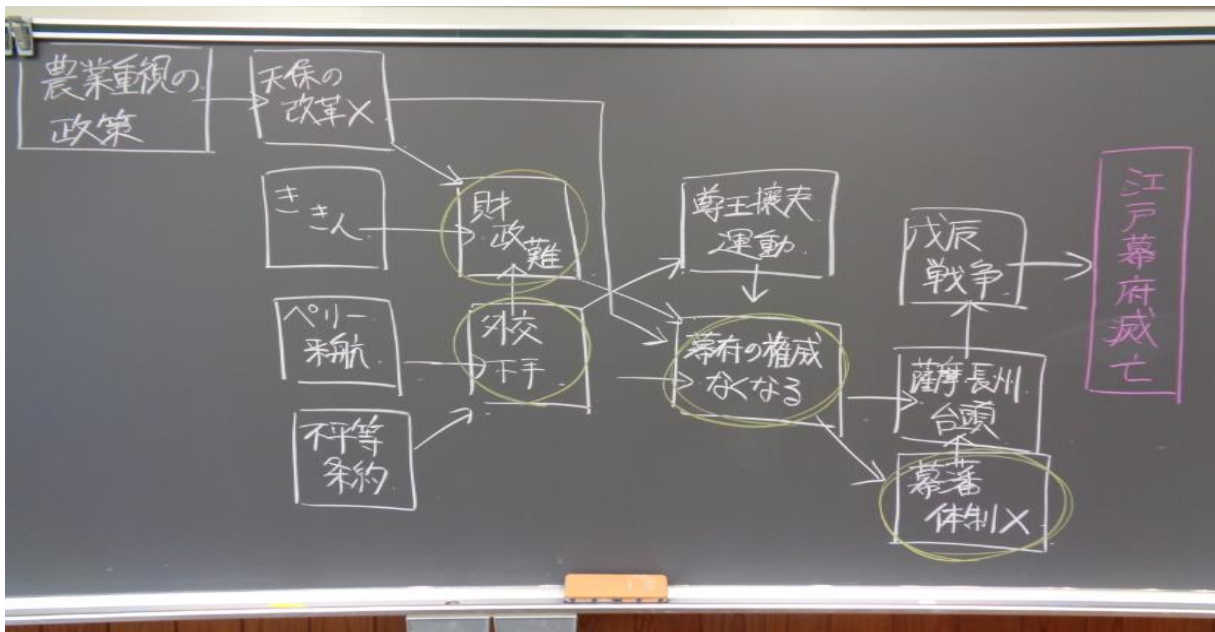 農業重視の
政策
天保の
改革×
ききん
ペリー
来航
不平等
条約
財
政
難
外交
下手
尊王攘夫
運動
幕府の権威
なくなる
戊辰
戦争
薩摩長州
台頭
幕藩
体制×
江戸幕府滅亡